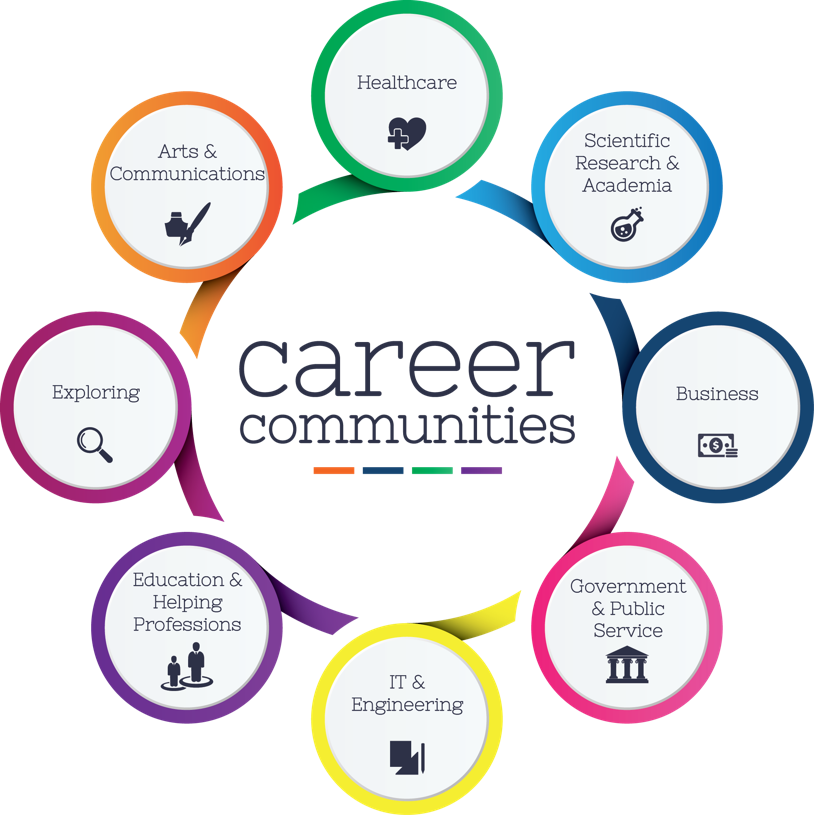 Healthcare
Scientific
Research &
Academia
Business
Government
& Public
Service
IT &
Engineering
Education &
Helping
Professions
Exploring
Arts &
Communications
career
communities
$